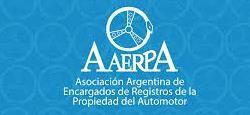 AAERPA
Asociación Argentina de
Encargados de Registros de la
Propiedad del Automotor